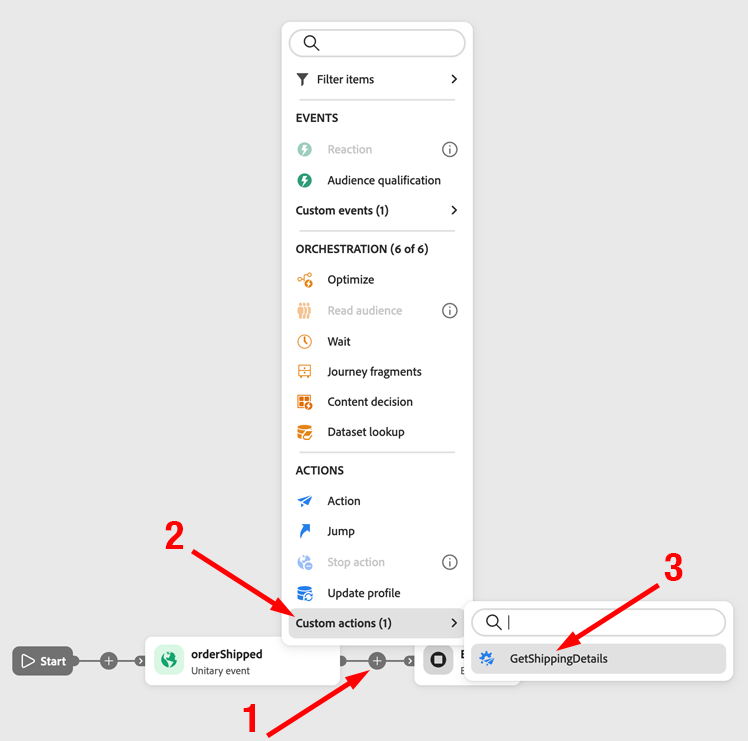 Filter items
EVENTS
Reaction
Audience qualification
Custom events (1)
ORCHESTRATION (6 of 6)
Optimize
Read audience
Wait
Journey fragments
Content decision
Dataset lookup
ACTIONS
Action
2
Jump
Stop action
3
Update profile
Custom actions (1)
Start
orderShipped
Unitary event
GetShippingDetails
1